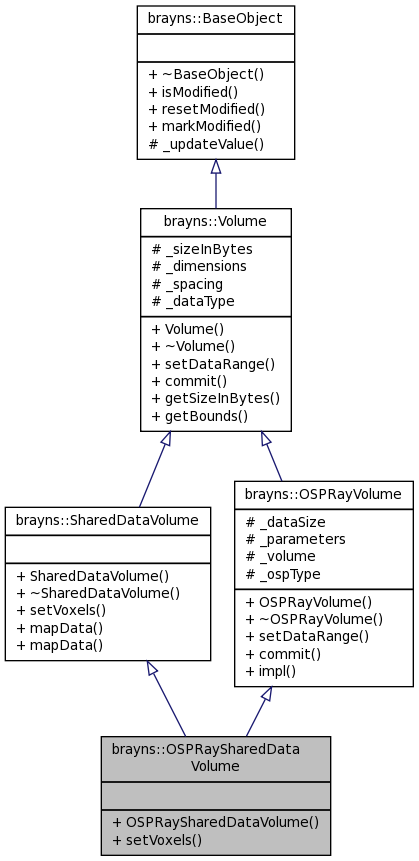 brayns::BaseObject
+ ~BaseObject()
+ isModified()
+ resetModified()
+ markModified()
# _updateValue()
brayns::Volume
# _sizeInBytes
# _dimensions
# _spacing
# _dataType
+ Volume()
+ ~Volume()
+ setDataRange()
+ commit()
+ getSizeInBytes()
+ getBounds()
brayns::SharedDataVolume
+ SharedDataVolume()
+ ~SharedDataVolume()
+ setVoxels()
+ mapData()
+ mapData()
brayns::OSPRayVolume
# _dataSize
# _parameters
# _volume
# _ospType
+ OSPRayVolume()
+ ~OSPRayVolume()
+ setDataRange()
+ commit()
+ impl()
brayns::OSPRaySharedData
Volume
+ OSPRaySharedDataVolume()
+ setVoxels()